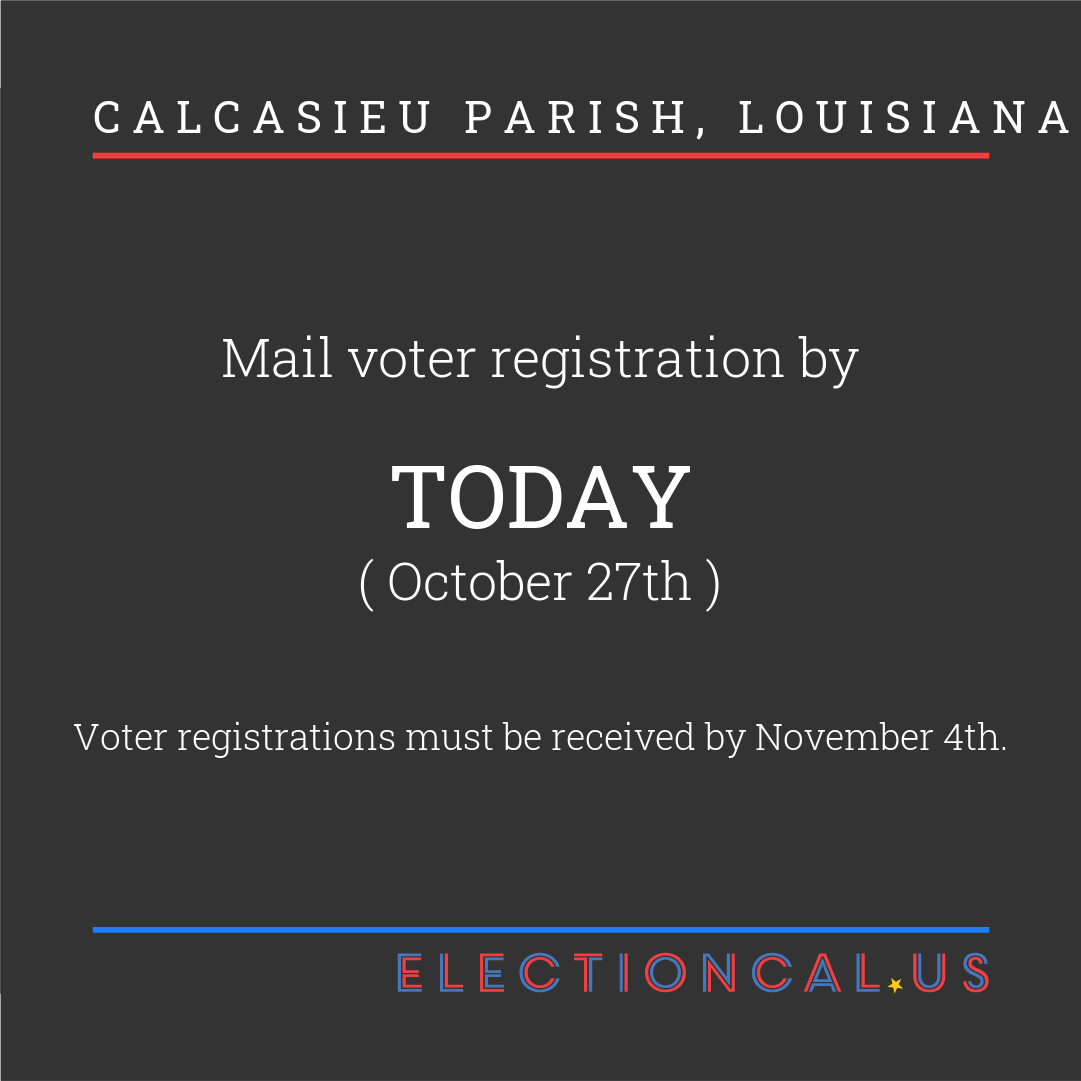 CALCASIEU PARISH, LOUISIANA
Mail voter registration by
TODAY
( October 27th )
Voter registrations must be received by November 4th.
ELECTIONCAL.US